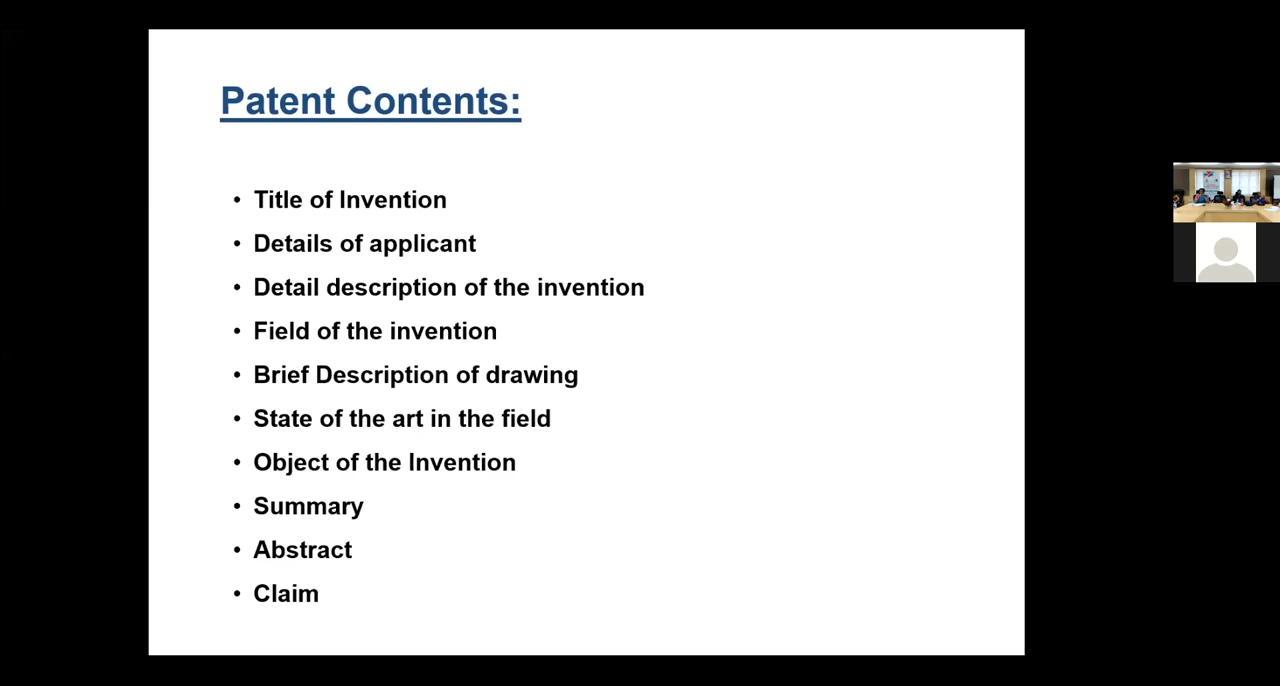 Patent Contents:
• Title of Invention
• Details of applicant
• Detail description of the invention
• Field of the invention
• Brief Description of drawing
• State of the art in the field
• Object of the Invention
• Summary
• Abstract
• Claim